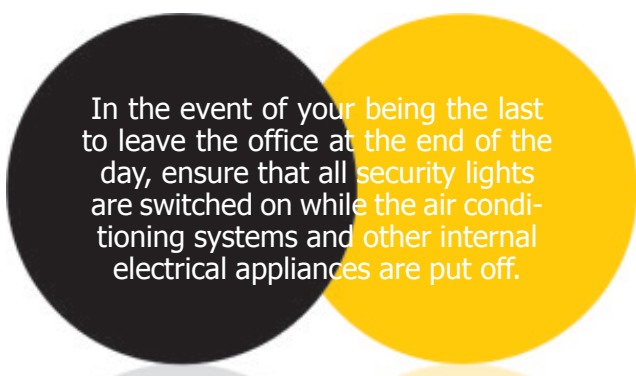 In the event of your being the last
to leave the office at the end of the
day, ensure that all security lights
are switched on while the air condi-
tioning systems and other internal
electrical appliances are put off.